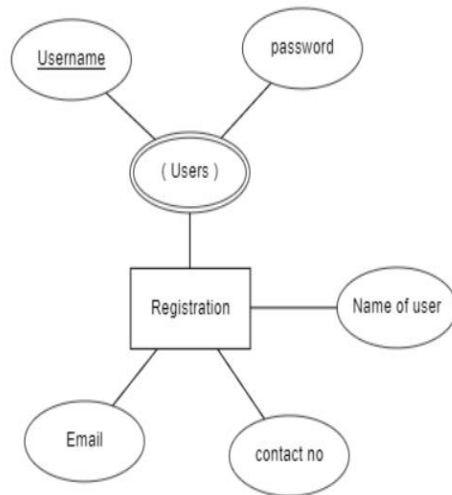 Username
password
( Users )
Registration
Name of user
Email
contact no